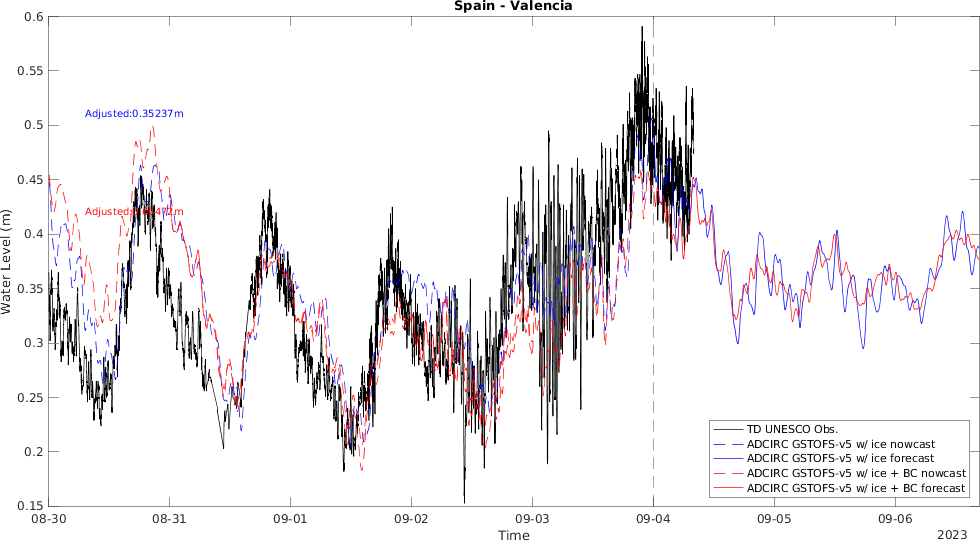 Spain - Valencia
0.6
0.55
0.5
0.45
0.4
0.35
0.3
0.25
0.2
0.15
Water Level (m)
Adjusted:0.35237m
08-30
08-31
09-01
09-02
09-03
09-04
09-05
09-06
Time
2023
TD UNESCO Obs.
ADCIRC GSTOFS-v5 w/ ice nowcast
ADCIRC GSTOFS-v5 w/ ice forecast
ADCIRC GSTOFS-v5 w/ ice + BC nowcast
ADCIRC GSTOFS-v5 w/ ice + BC forecast